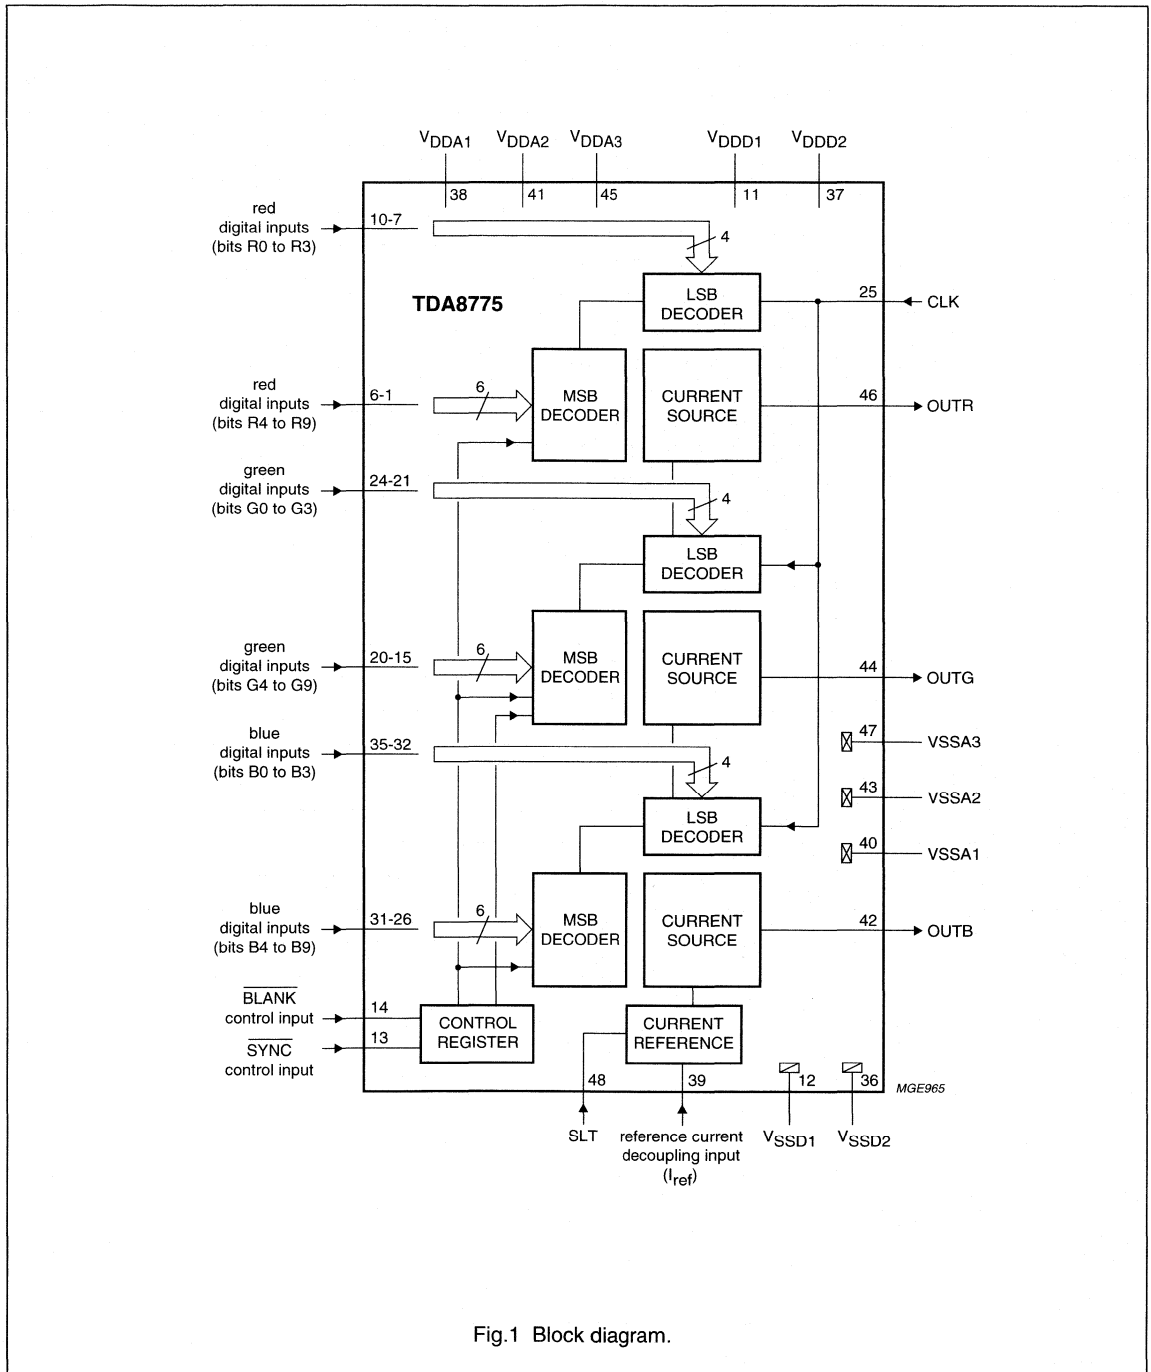 VDDA1 VDDA2 VDDA3 VDDD1 VDDD2
38 41 45 11 37
red
digital inputs
(bits R0 to R3)
10-7
4
TDA8775
LSB
DECODER
25
CLK
red
digital inputs
(bits R4 to R9)
6-1
6
MSB
DECODER
CURRENT
SOURCE
46
OUTR
green
digital inputs
(bits G0 to G3)
24-21
4
LSB
DECODER
green
digital inputs
(bits G4 to G9)
20-15
6
MSB
DECODER
CURRENT
SOURCE
44
OUTG
47
VSSA3
blue
digital inputs
(bits B0 to B3)
35-32
4
43
VSSA2
LSB
DECODER
40
VSSA1
blue
digital inputs
(bits B4 to B9)
31-26
6
MSB
DECODER
CURRENT
SOURCE
42
OUTB
BLANK
control input
14
SYNC
control input
13
CONTROL
REGISTER
CURRENT
REFERENCE
48 39 12 36
MGE965
SLT
reference current
decoupling input
(Iref)
VSSD1
VSSD2
Fig.1 Block diagram.